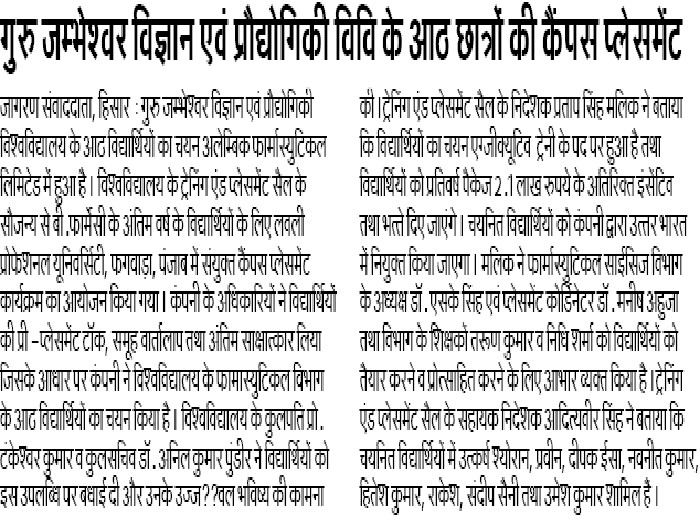 गुरु जम्भेश्वर विज्ञान एवं प्रौद्योगिकी विवि के आठ छात्रों की कैंपस प्लेसमेंट
जागरण संवाददाता, हिसार : गुरु जम्भेश्वर विज्ञान एवं प्रौद्योगिकी
विश्वविद्यालय के आठ विद्यार्थियों का चयन अलेम्बिक फार्मास्युटिकल
लिमिटेड में हुआ है। विश्वविद्यालय के ट्रेनिंग एंड प्लेसमेंट सैल के
सौजन्य से बी.फार्मेसी के अंतिम वर्ष के विद्यार्थियों के लिए लवली
प्रोफेशनल यूनिवर्सिटी, फगवाड़ा, पंजाब में संयुक्त कैंपस प्लेसमेंट
कार्यक्रम का आयोजन किया गया। कंपनी के अधिकारियों ने विद्यार्थियों
की प्री -प्लेसमेंट टॉक, समूह वार्तालाप तथा अंतिम साक्षात्कार लिया
जिसके आधार पर कंपनी ने विश्वविद्यालय के फामास्युटिकल विभाग
के आठ विद्यार्थियों का चयन किया है। विश्वविद्यालय के कुलपति प्रो.
टंकेश्वर कुमार व कुलसचिव डॉ. अनिल कुमार पुंडीर ने विद्यार्थियों को
इस उपलब्धि पर बधाई दी और उनके उज्ज??वल भविष्य की कामना
की। ट्रेनिंग एंड प्लेसमेंट सैल के निदेशक प्रताप सिंह मलिक ने बताया
कि विद्यार्थियों का चयन एग्जीक्यूटिव ट्रेनी के पद पर हुआ है तथा
विद्यार्थियों को प्रतिवर्ष पैकेज 2.1 लाख रुपये के अतिरिक्त इंसेंटिव
तथा भत्ते दिए जाएंगे। चयनित विद्यार्थियों को कंपनी द्वारा उत्तर भारत
में नियुक्त किया जाएगा। मलिक ने फार्मास्युटिकल साईसिज विभाग
के अध्यक्ष डॉ. एसके सिंह एवं प्लेसमेंट कोर्डिनेटर डॉ. मनीष आहुजा
तथा विभाग के शिक्षकों तरूण कुमार व निधि शर्मा को विद्यार्थियों को
तैयार करने व प्रोत्साहित करने के लिए आभार व्यक्त किया है। ट्रेनिंग
एंड प्लेसमेंट सैल के सहायक निदेशक आदित्यवीर सिंह ने बताया कि
चयनित विद्यार्थियों में उत्कर्ष श्योरान, प्रवीन, दीपक ईसा, नवनीत कुमार,
हितेश कुमार, राकेश, संदीप सैनी तथा उमेश कुमार शामिल है।